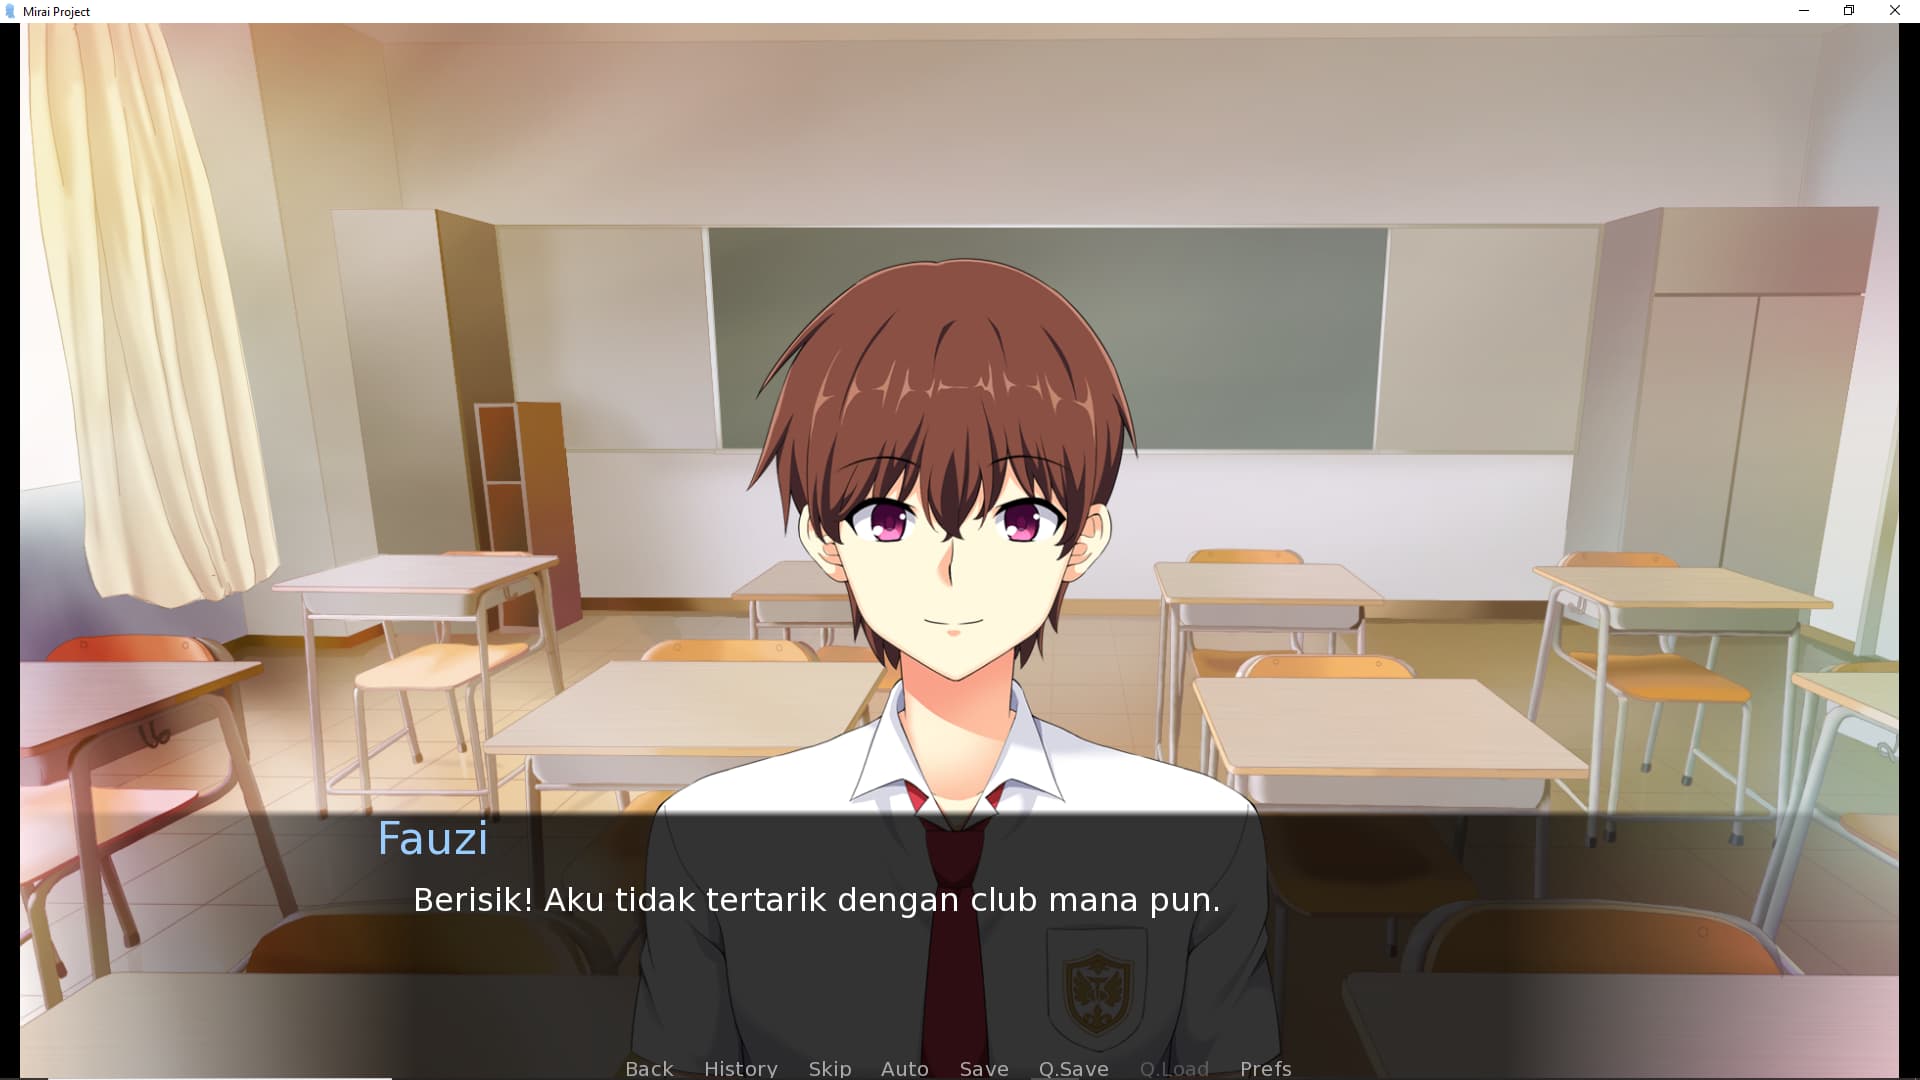 Mirai Project
Fauzi
Berisik! Aku tidak tertarik dengan club mana pun.
Back History Skip Auto Save Q.Save Q.Load Prefs